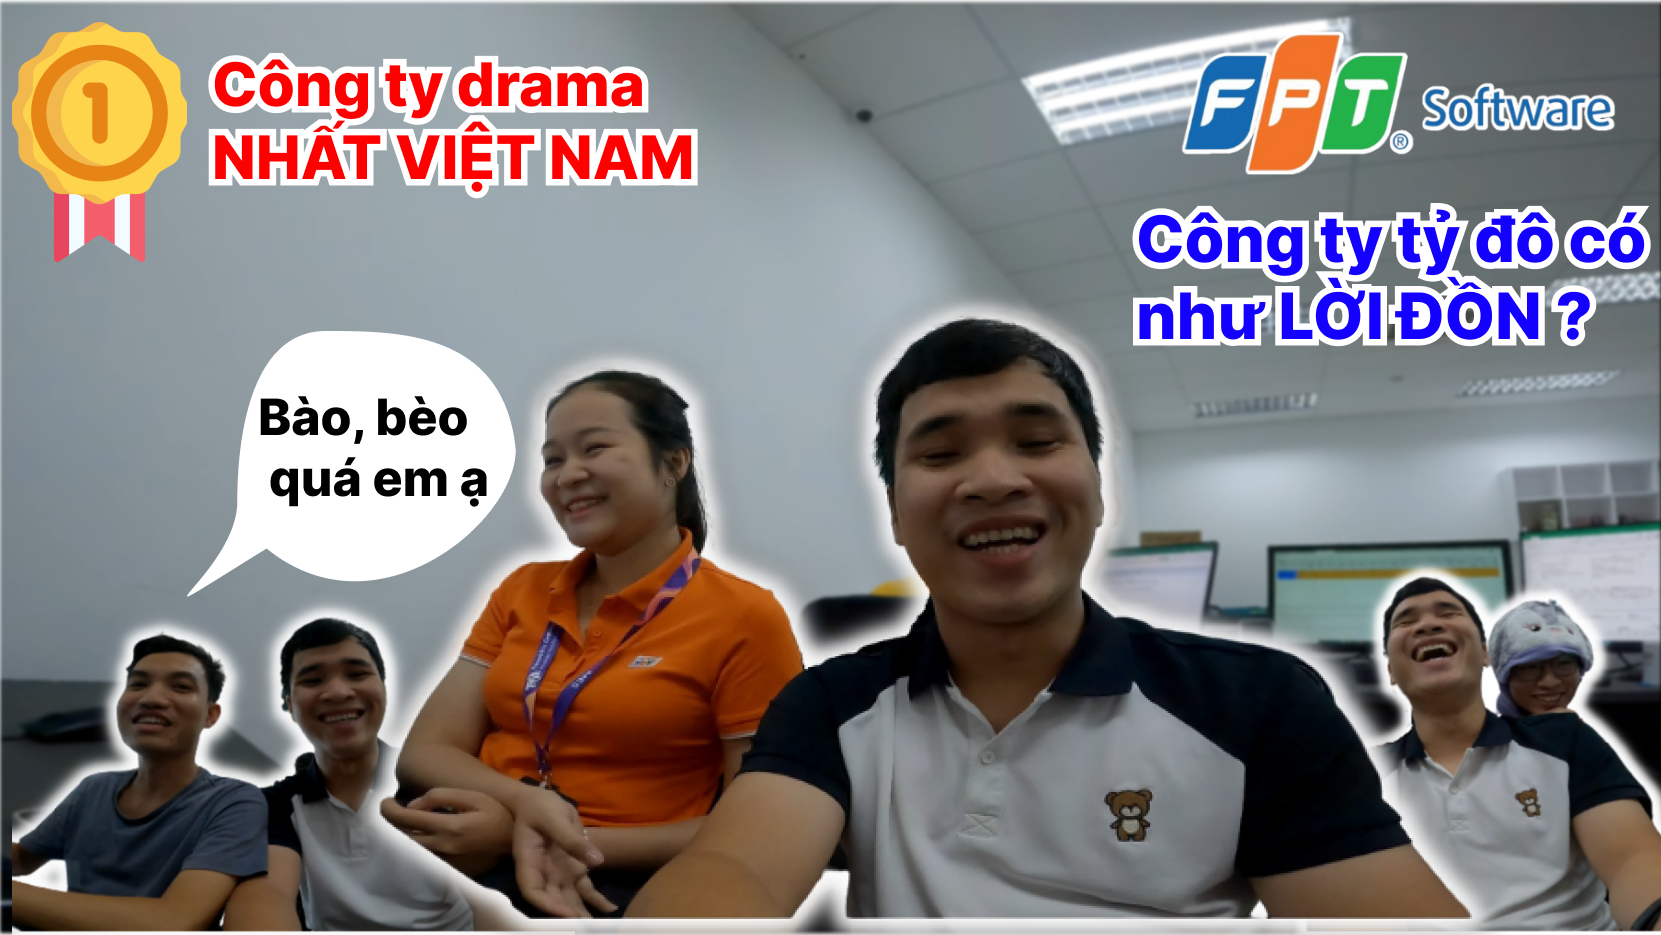 1
Công ty drama
NHẤT VIỆT NAM
FPT Software
®
Công ty tỷ đô có
như LỜI ĐỒN ?
Bào, bèo
quá em ạ